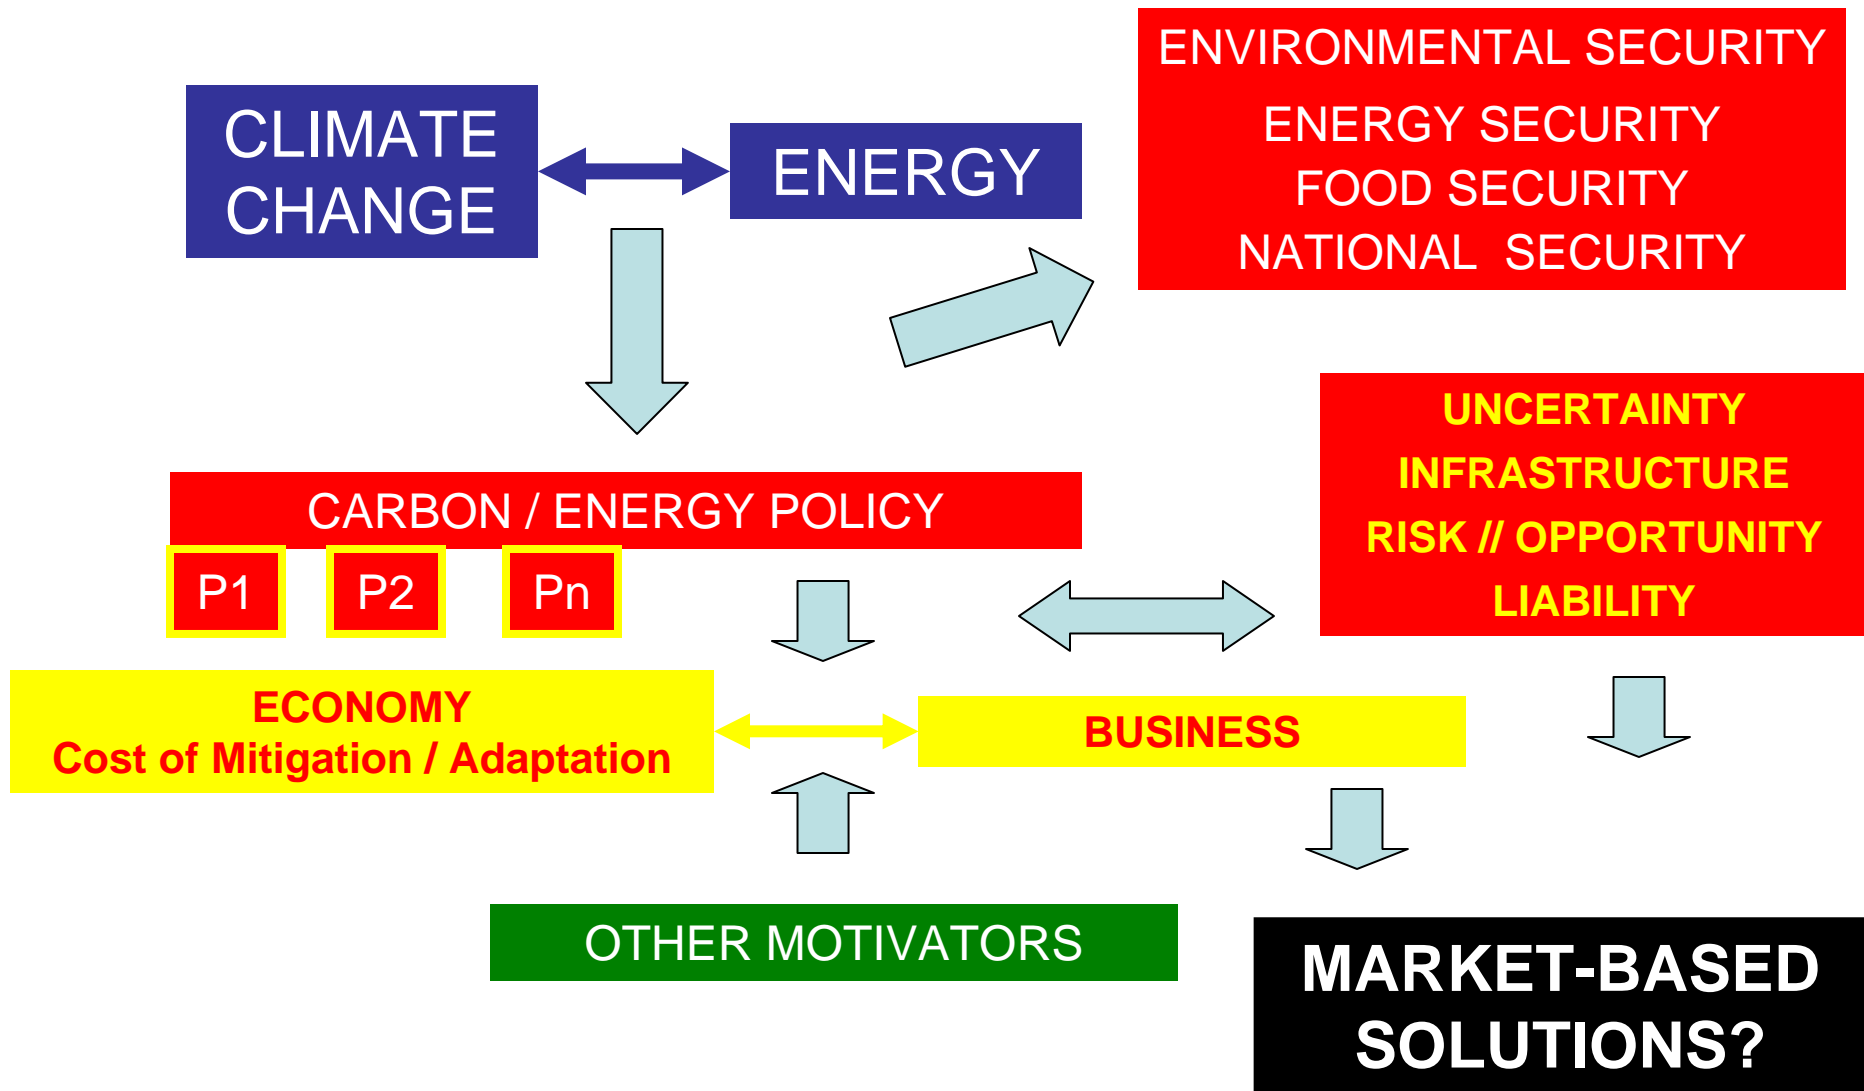 CLIMATE
CHANGE
ENERGY
ENVIRONMENTAL SECURITY
ENERGY SECURITY
FOOD SECURITY
NATIONAL  SECURITY
UNCERTAINTY
INFRASTRUCTURE
RISK // OPPORTUNITY
LIABILITY
CARBON / ENERGY POLICY
P1
P2
Pn
ECONOMY
Cost of Mitigation / Adaptation
BUSINESS
OTHER MOTIVATORS
MARKET-BASED
SOLUTIONS?